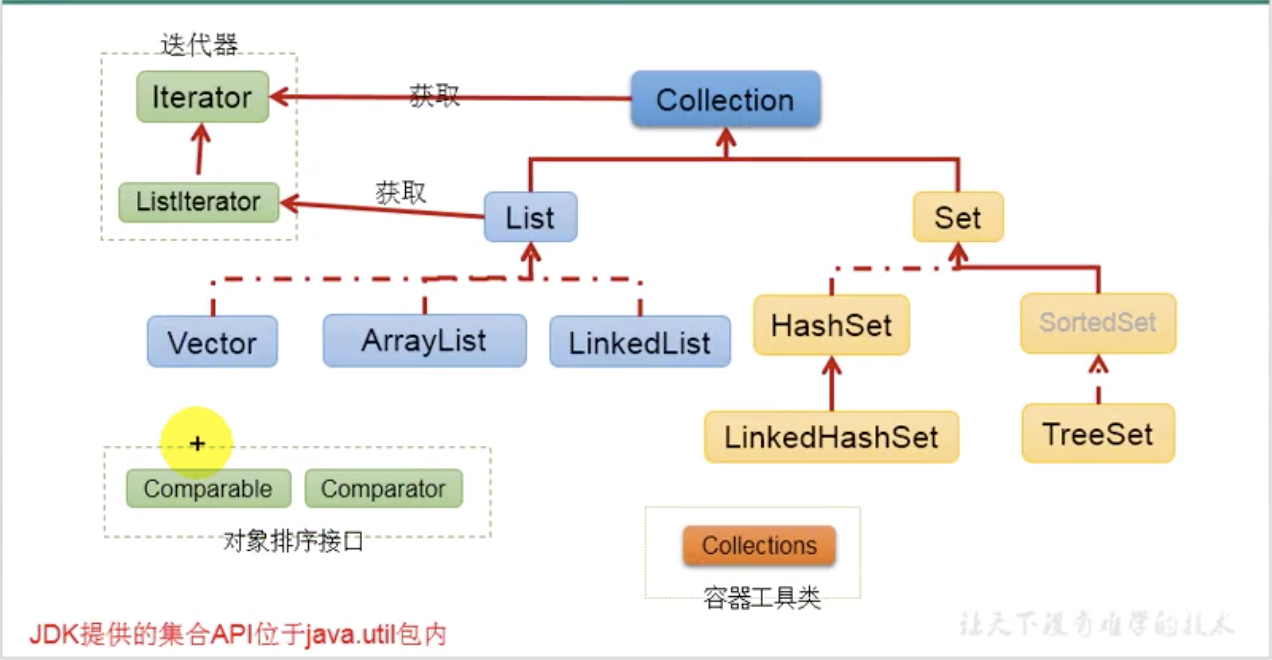 迭代器
Iterator
获取
Collection
ListIterator
获取
List
Set
Vector
ArrayList
LinkedList
HashSet
SortedSet
LinkedHashSet
TreeSet
+
Comparable
Comparator
对象排序接口
Collections
容器工具类
JDK提供的集合API位于java.util包内
让天下没有难学的技术